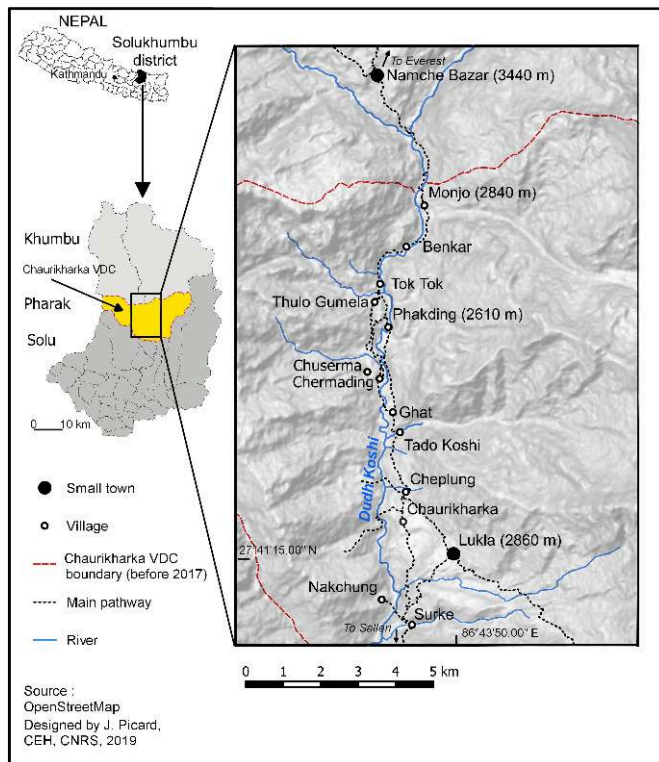 NEPAL
Solukhumbu
district
Kathmandu
Khumbu
Chaurikharka VDC
Pharak
Solu
0 10 km
Small town
Village
Chaurikharka VDC
boundary (before 2017)
Main pathway
River
Source :
OpenStreetMap
Designed by J. Picard,
CEH, CNRS, 2019
To Everest
Namche Bazar (3440 m)
Monjo (2840 m)
Benkar
Tok Tok
Thulo Gumela
Phakding (2610 m)
Chuserma
Chermading
Ghat
Tado Koshi
Dudh Koshi
Cheplung
Chaurikharka
Lukla (2860 m)
27°41'15.00" N
Nakchung
Surke
To Salleri
86°43'50.00" E
0 1 2 3 4 5 km